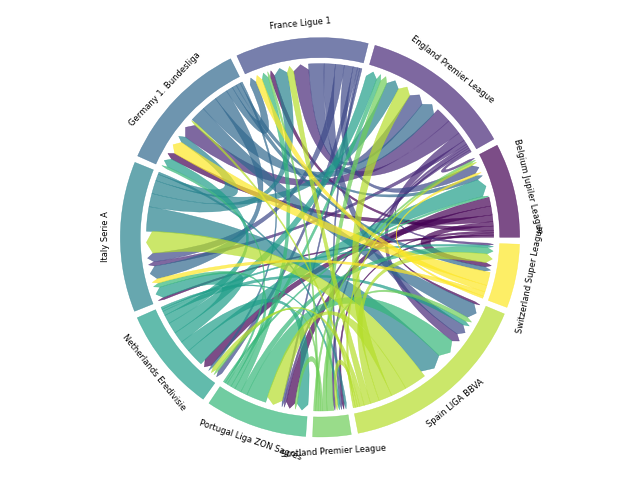 France Ligue 1
England Premier League
Germany 1. Bundesliga
Belgium Jupiler League
Italy Serie A
Switzerland Super League
Netherlands Eredivisie
Spain LIGA BBVA
Portugal Liga ZON Sagres
Scotland Premier League